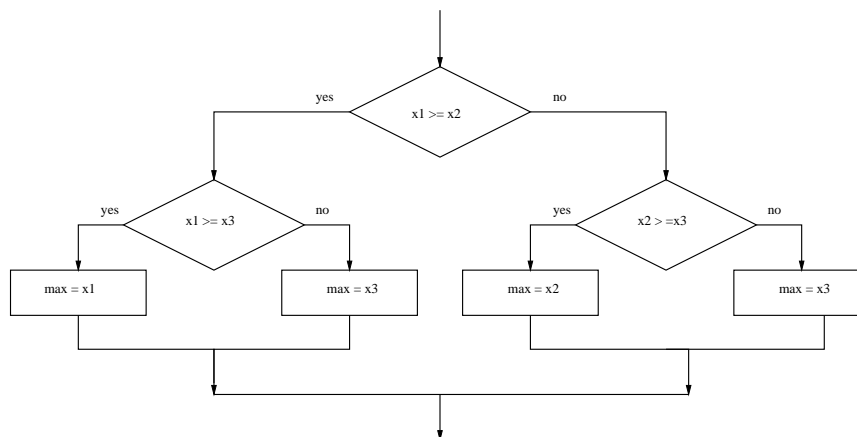 yes
no
x1 >= x2
yes
no
x1 >= x3
yes
no
x2 > =x3
max = x1
max = x3
max = x2
max = x3